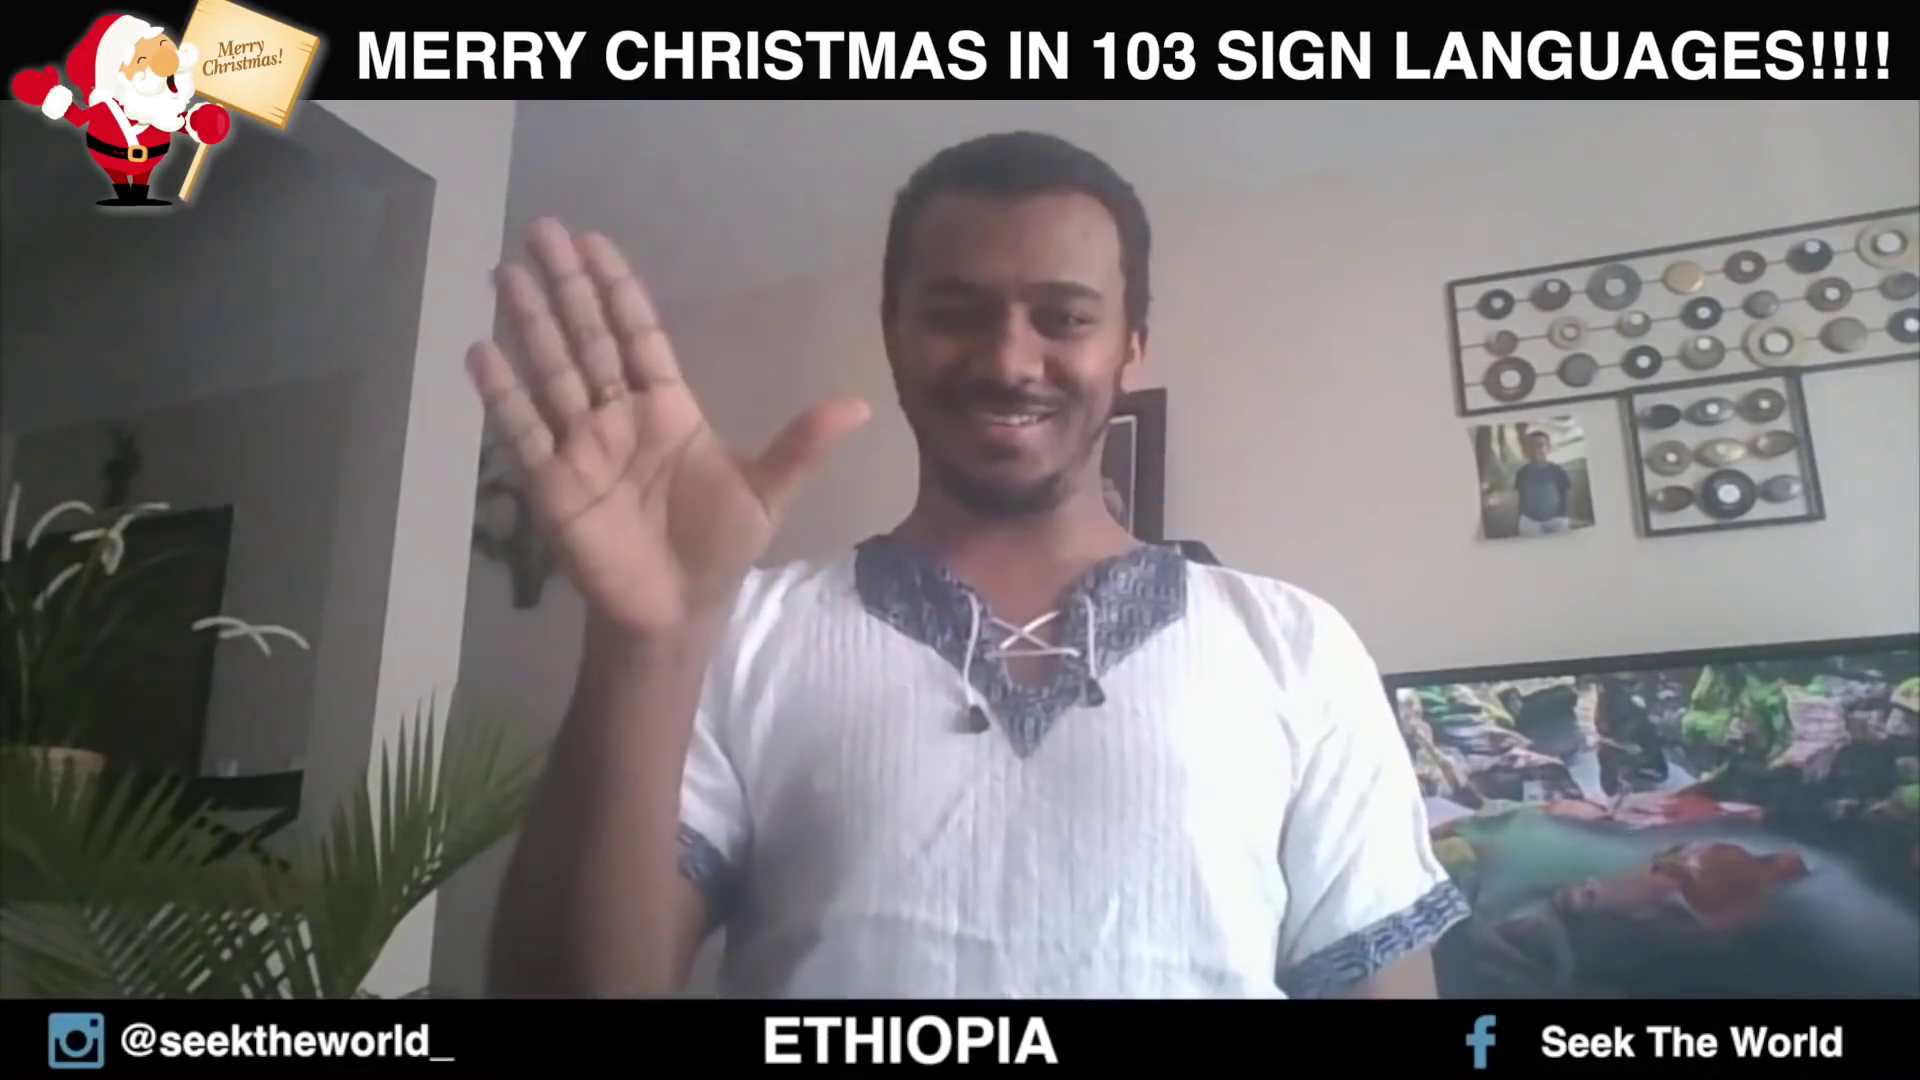 Merry
Christmas!
MERRY CHRISTMAS IN 103 SIGN LANGUAGES!!!!
@seektheworld_
ETHIOPIA
Seek The World